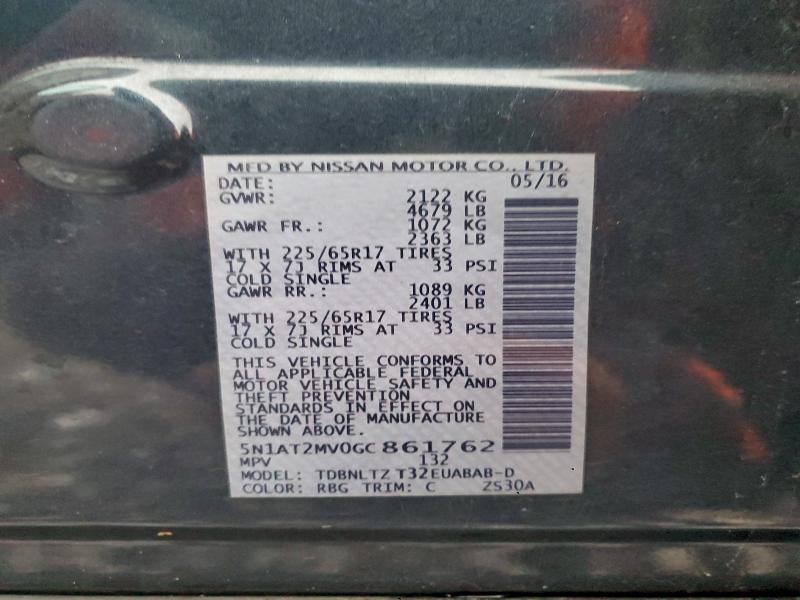 MFD BY NISSAN MOTOR CO., LTD.
DATE: 05/16
GVWR: 2122 KG
4679 LB
GAWR FR.: 1072 KG
2363 LB
WITH 225/65R17 TIRES
17 X 7J RIMS AT 33 PSI
COLD SINGLE
GAWR RR.: 1089 KG
2401 LB
WITH 225/65R17 TIRES
17 X 7J RIMS AT 33 PSI
COLD SINGLE
THIS VEHICLE CONFORMS TO
ALL APPLICABLE FEDERAL
MOTOR VEHICLE SAFETY AND
THEFT PREVENTION
STANDARDS IN EFFECT ON
THE DATE OF MANUFACTURE
SHOWN ABOVE.
5N1AT2MV0GC861762
MPV 132
MODEL: TDBNLTZ T32EUABAB-D
COLOR: RBG TRIM: C ZS30A